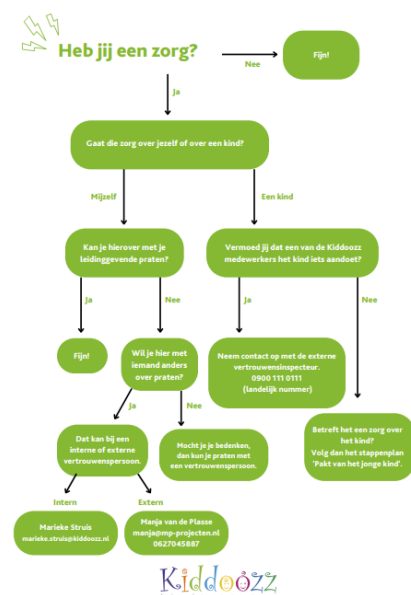 Heb jij een zorg?
Nee
Fijn!
Ja
Gaat die zorg over jezelf of over een kind?
Mijzelf
Een kind
Kan je hierover met je
leidinggevende praten?
Vermoed jij dat een van de Kiddoozz
medewerkers het kind iets aandoet?
Ja
Nee
Ja
Nee
Fijn!
Wil je hier met
iemand anders
over praten?
Neem contact op met de externe
vertrouwensinspecteur.
0900 111 0111
(landelijk nummer)
Ja
Nee
Dat kan bij een
interne of externe
vertrouwenspersoon.
Mocht je je bedenken,
dan kun je praten met
een vertrouwenspersoon.
Betreft het een zorg over
het kind?
Volg dan het stappenplan
'Pakt van het jonge kind'.
Intern
Extern
Marieke Struis
marieke.struis@kiddoozz.nl
Manja van de Plasse
manja@mp-projecten.nl
0627045887
Kiddoozz